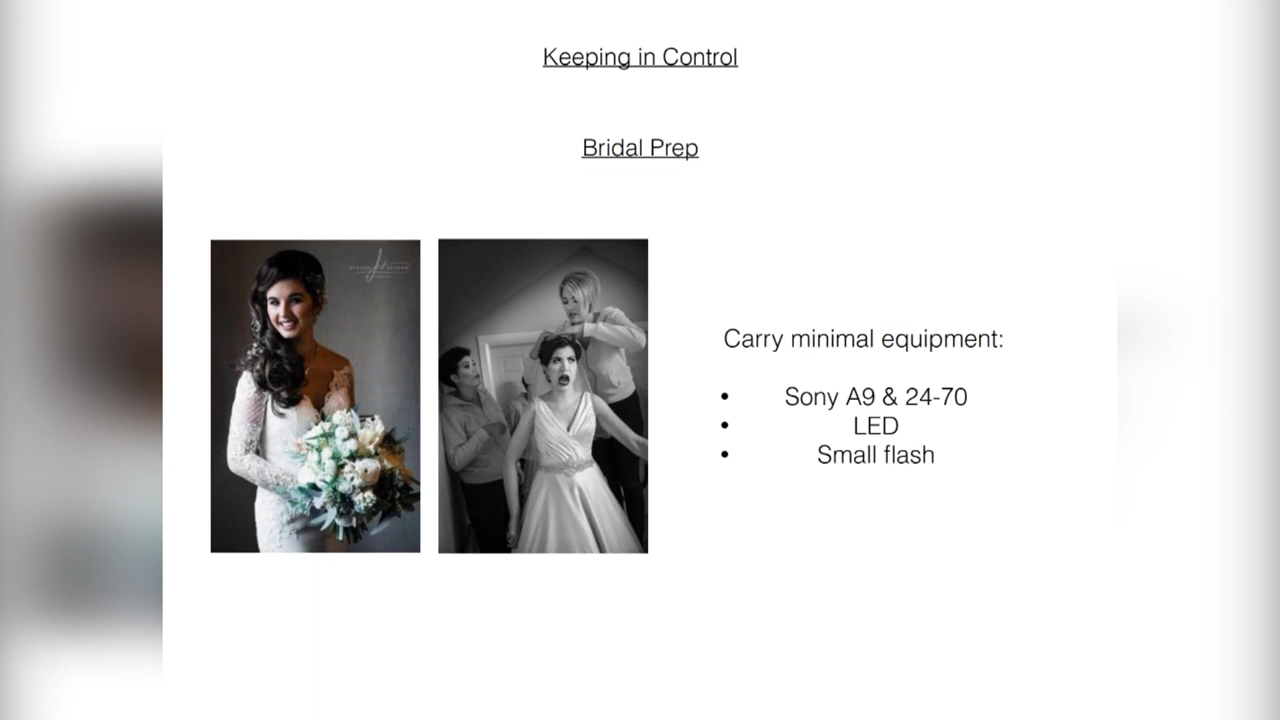 Keeping in Control
Bridal Prep
Carry minimal equipment:
• Sony A9 & 24-70
• LED
• Small flash